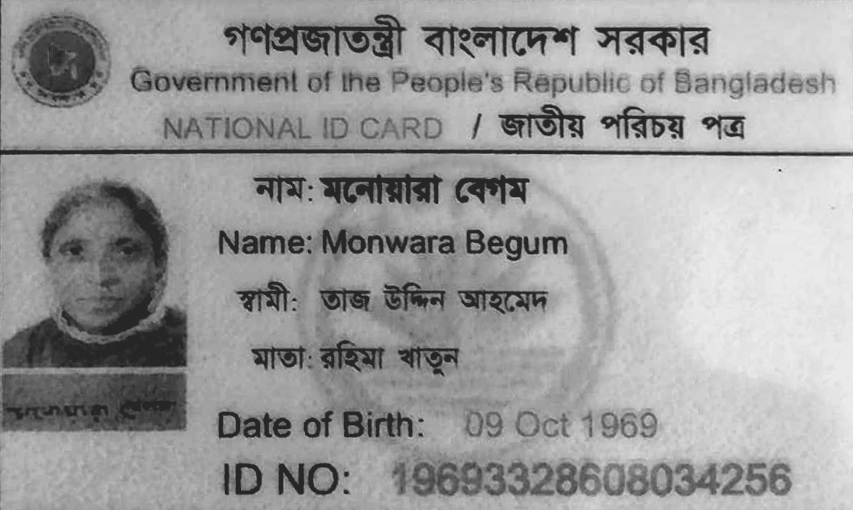 গণপ্রজাতন্ত্রী বাংলাদেশ সরকার
Government of the People's Republic of Bangladesh
NATIONAL ID CARD / জাতীয় পরিচয় পত্র
নাম: মনোয়ারা বেগম
Name: Monwara Begum
স্বামী: তাজ উদ্দিন আহমেদ
মাতা: রহিমা খাতুন
Date of Birth: 09 Oct 1969
ID NO: 19693328608034256